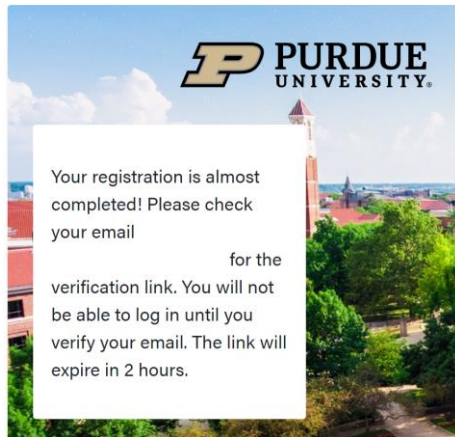 PURDUE
UNIVERSITY®
Your registration is almost
completed! Please check
your email
for the
verification link. You will not
be able to log in until you
verify your email. The link will
expire in 2 hours.